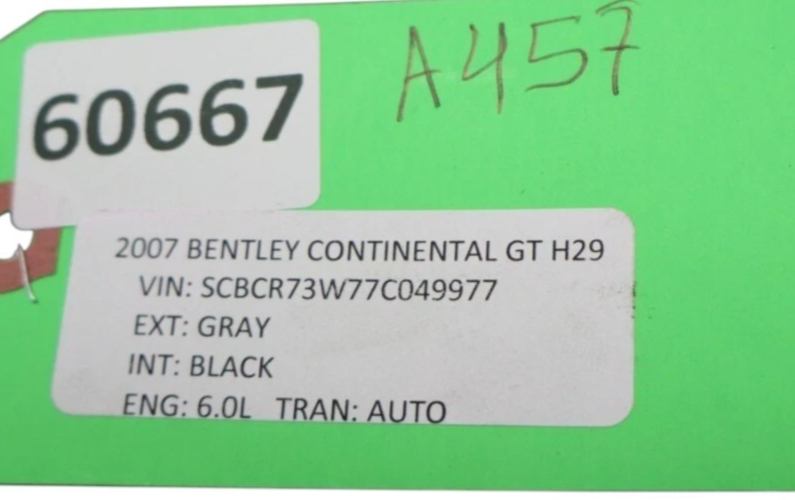 60667
A457
2007 BENTLEY CONTINENTAL GT H29
VIN: SCBCR73W77C049977
EXT: GRAY
INT: BLACK
ENG: 6.0L TRAN: AUTO